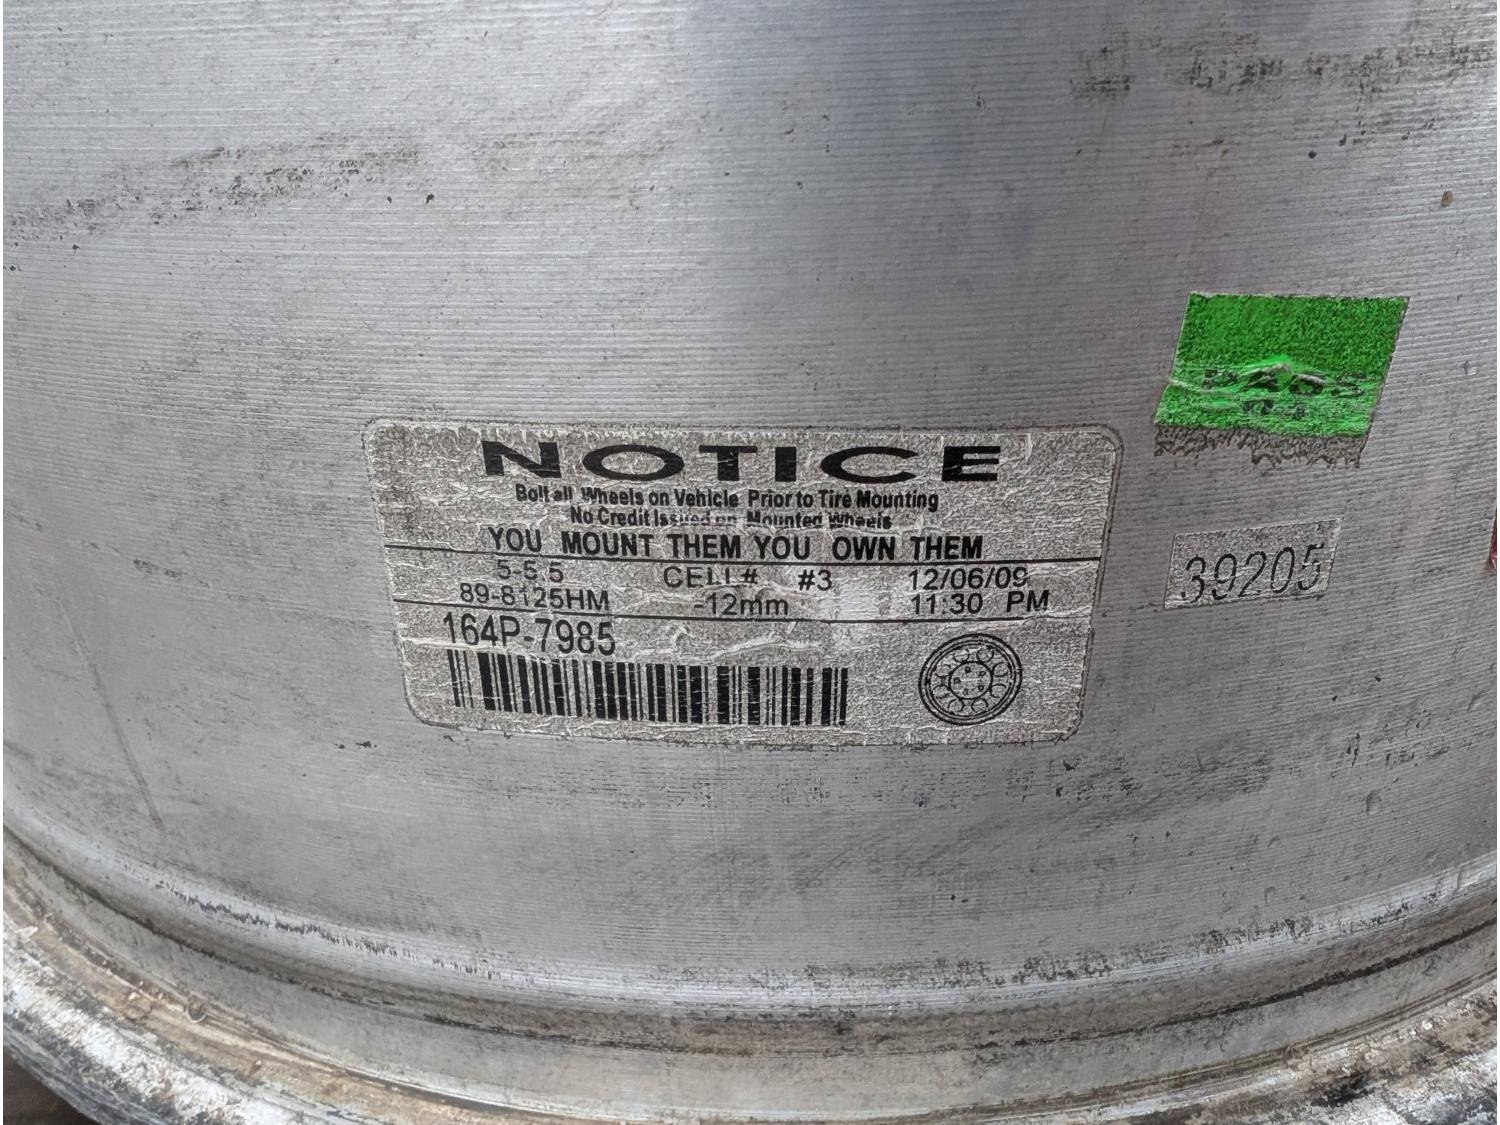 NOTICE
Bolt all Wheels on Vehicle Prior to Tire Mounting
No Credit Issued on Mounted Wheels
YOU MOUNT THEM YOU OWN THEM
5-5.5 CELL# #3 12/06/09
89-8125HM -12mm 11:30 PM
164P-7985
PASS
39205